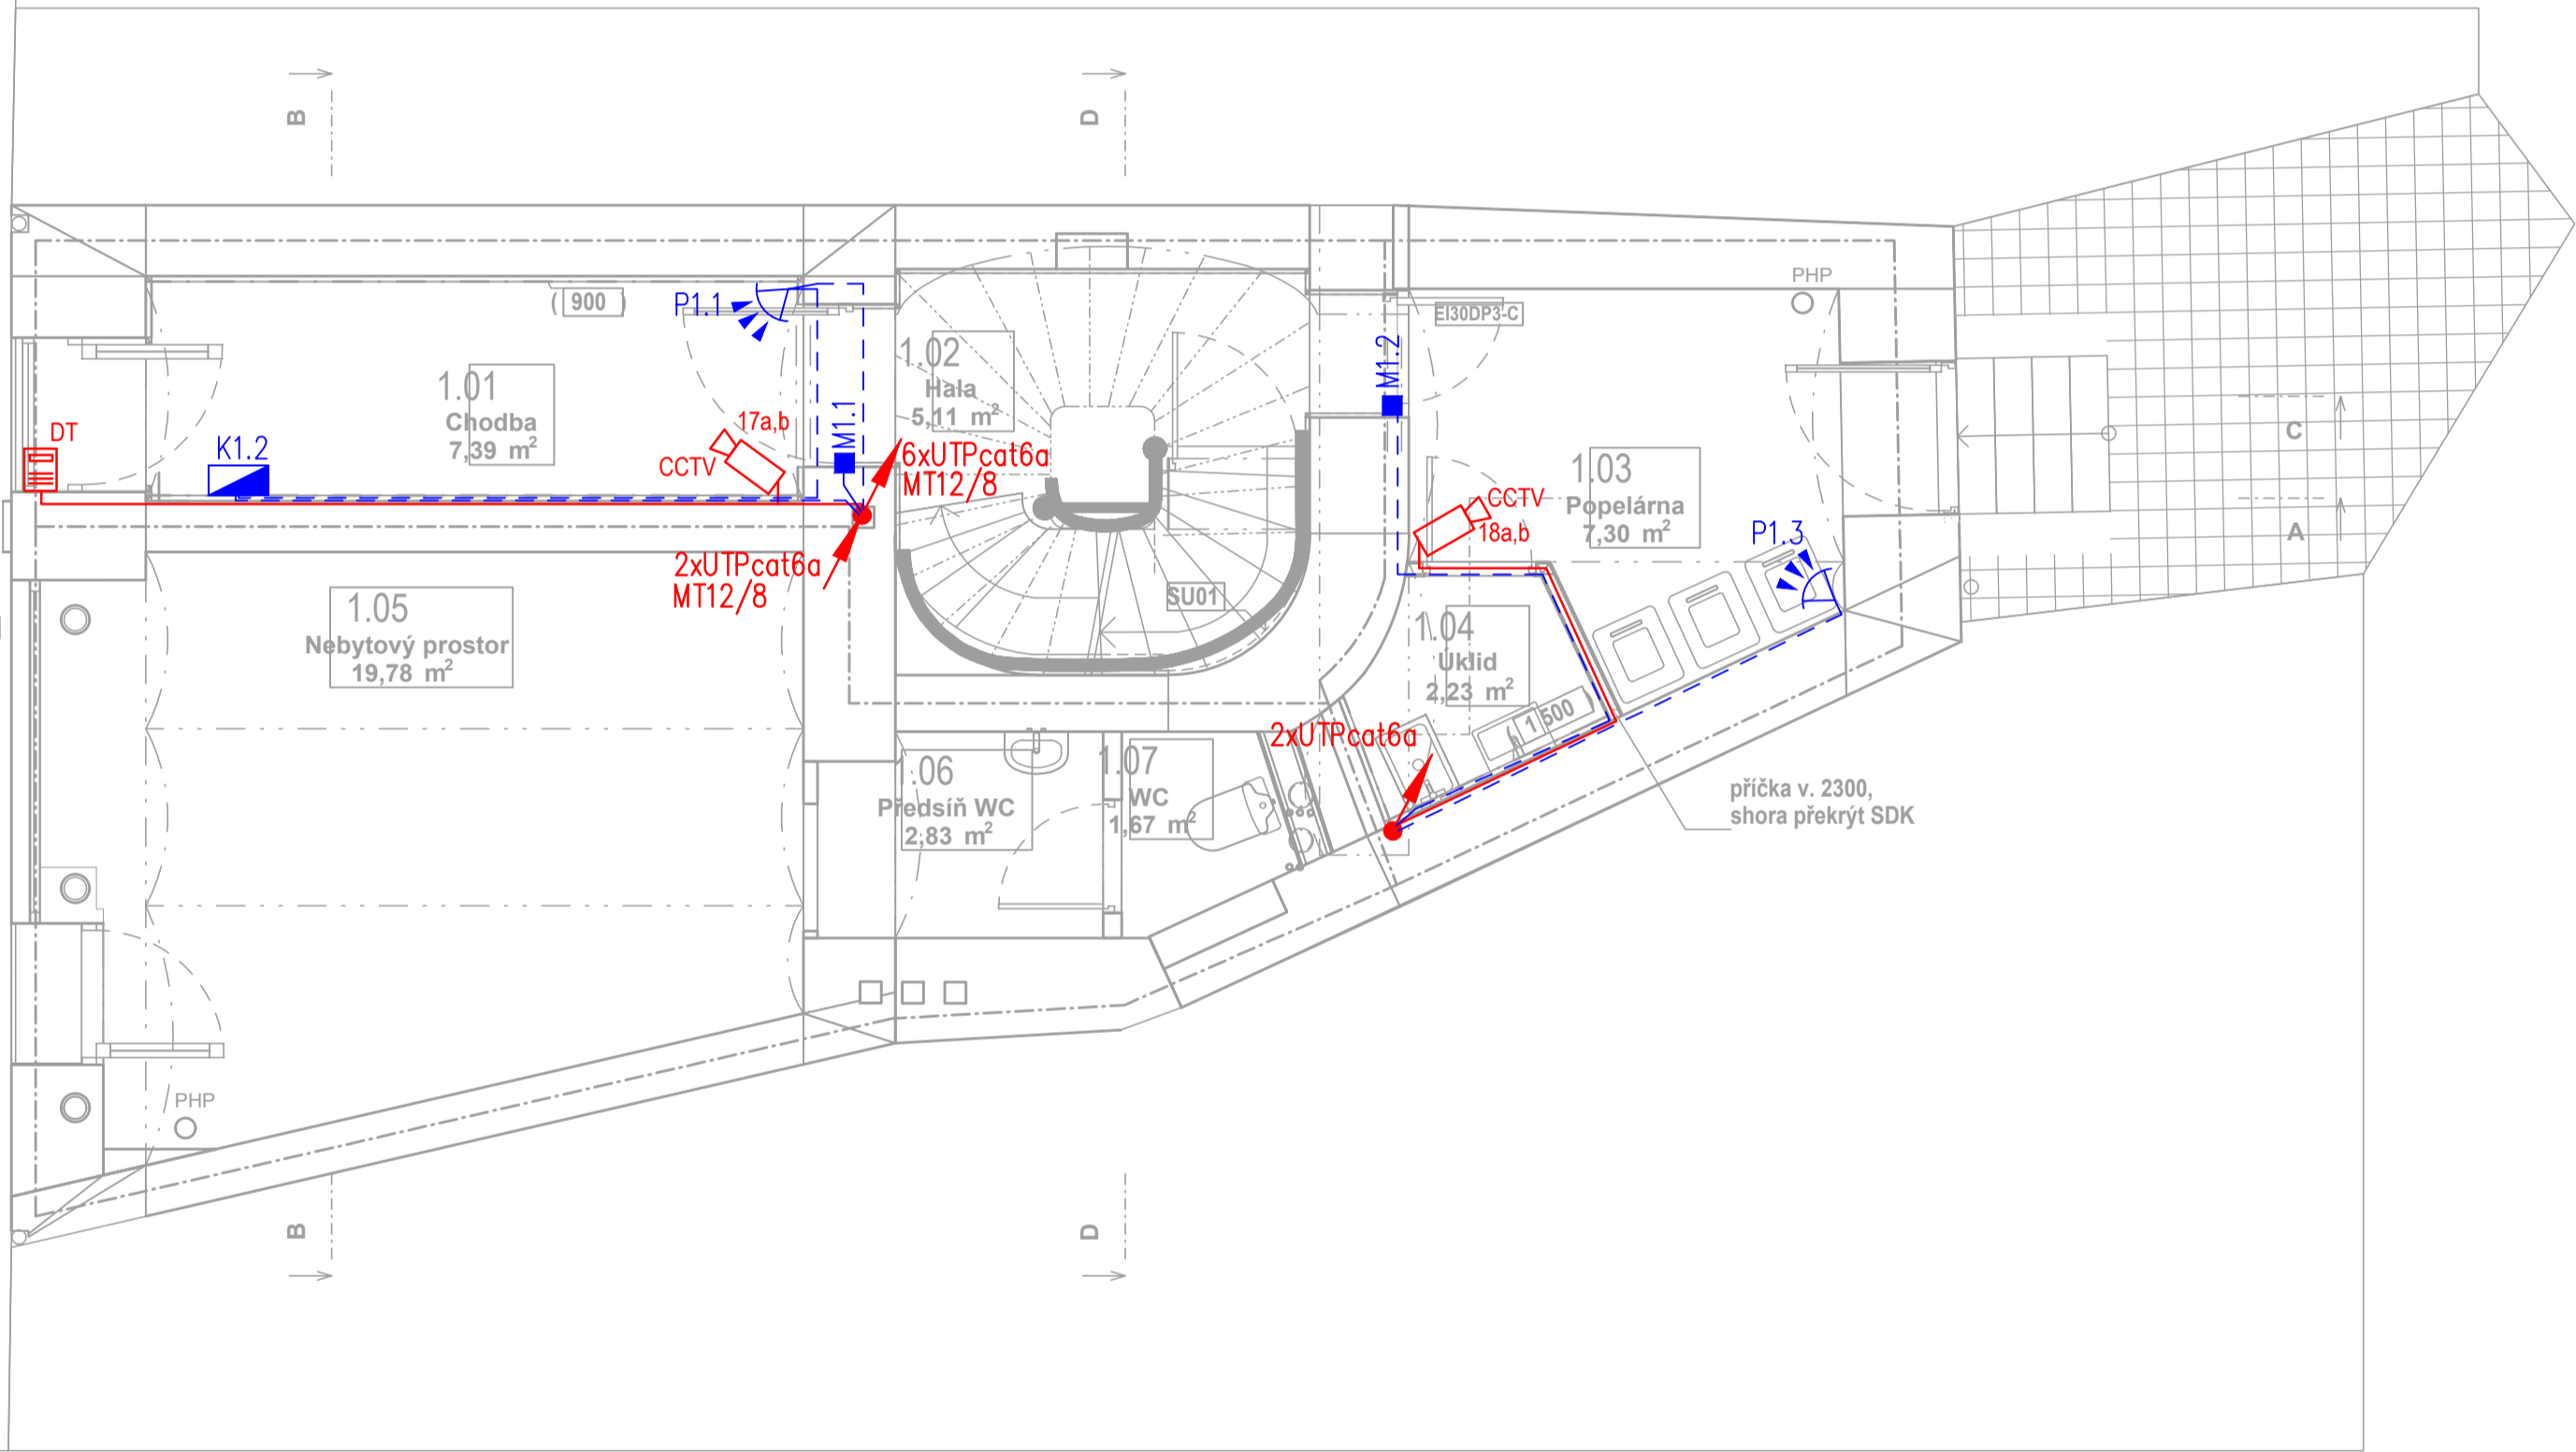 B
D
PHP
900
P1.1
EI30DP3-C
1.02
Hala
5,11 m²
M1.2
1.01
Chodba
7,39 m²
C
17a,b
DT
K1.2
M1.1
CCTV
6xUTPcat6a
MT12/8
1.03
Popelárna
7,30 m²
CCTV
18a,b
P1.3
A
2xUTPcat6a
MT12/8
SU01
1.05
Nebytový prostor
19,78 m²
1.04
Úklid
2,23 m²
1 500
2xUTPcat6a
1.06
Předsíň WC
2,83 m²
1.07
WC
1,67 m²
příčka v. 2300,
shora překrýt SDK
PHP
B
D